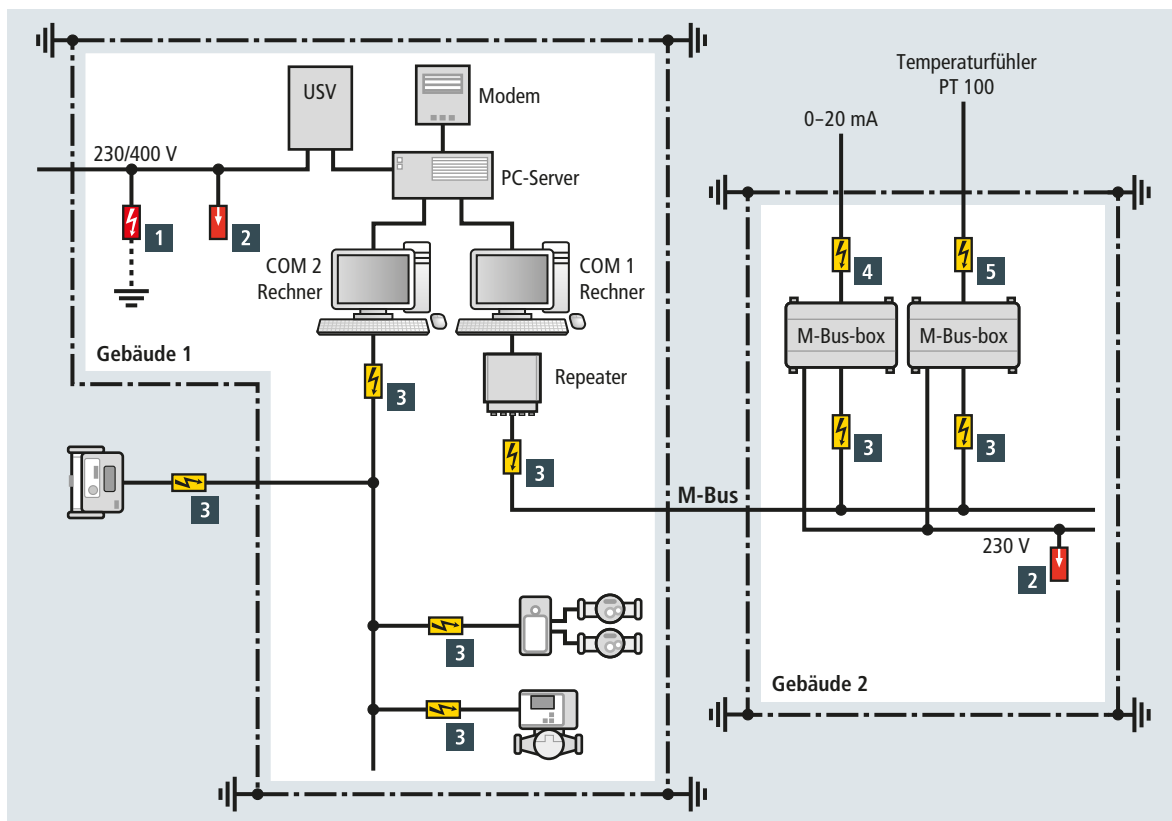 Temperaturfühler
PT 100
0–20 mA
USV
Modem
230/400 V
PC-Server
1
2
COM 2
Rechner
COM 1
Rechner
4
5
M-Bus-box
M-Bus-box
Gebäude 1
Repeater
3
3
3
3
3
M-Bus
230 V
2
3
3
Gebäude 2